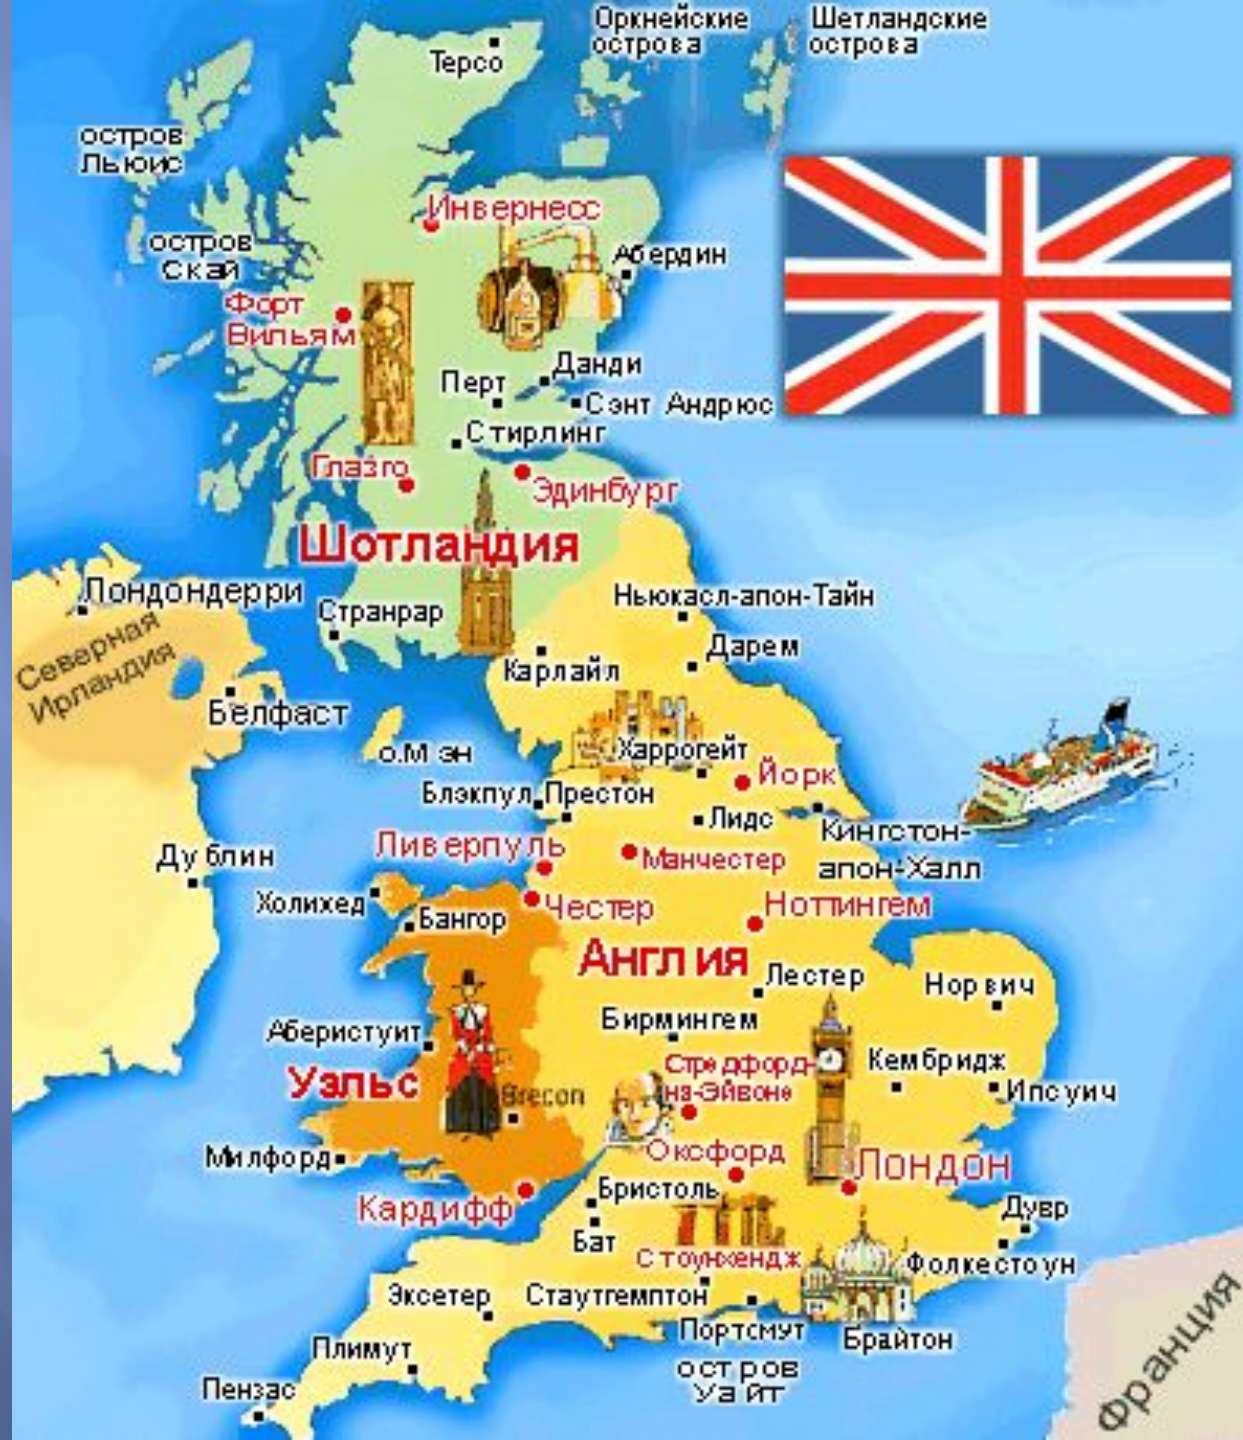 Оркнейские
острова
Шетландские
острова
Терсо
остров
Льюис
Инвернесс
остров
Скай
Абердин
Форт
Вильям
Данди
Перт
Сэнт Андрюс
Стирлинг
Глазго
Эдинбург
Шотландия
Лондондерри
Ньюкасл-апон-Тайн
Странрар
Северная
Ирландия
Дарем
Карлайл
Белфаст
о.Мэн
Харрогейт
Йорк
Блэкпул
Престон
Лидс
Кингстон-
апон-Халл
Ливерпуль
Манчестер
Дублин
Холихед
Бангор
Честер
Ноттингем
Англия
Лестер
Норвич
Аберистуит
Бирмингем
Стредфорд-
на-Эйвоне
Кембридж
Уэльс
Brecon
Ипсуич
Милфорд
Оксфорд
Лондон
Кардифф
Бристоль
Дувр
Бат
Стоунхендж
Фолкестоун
Эксетер
Стаутгемптон
Портсмут
Брайтон
Плимут
остров
Уайт
Пензас
Франция